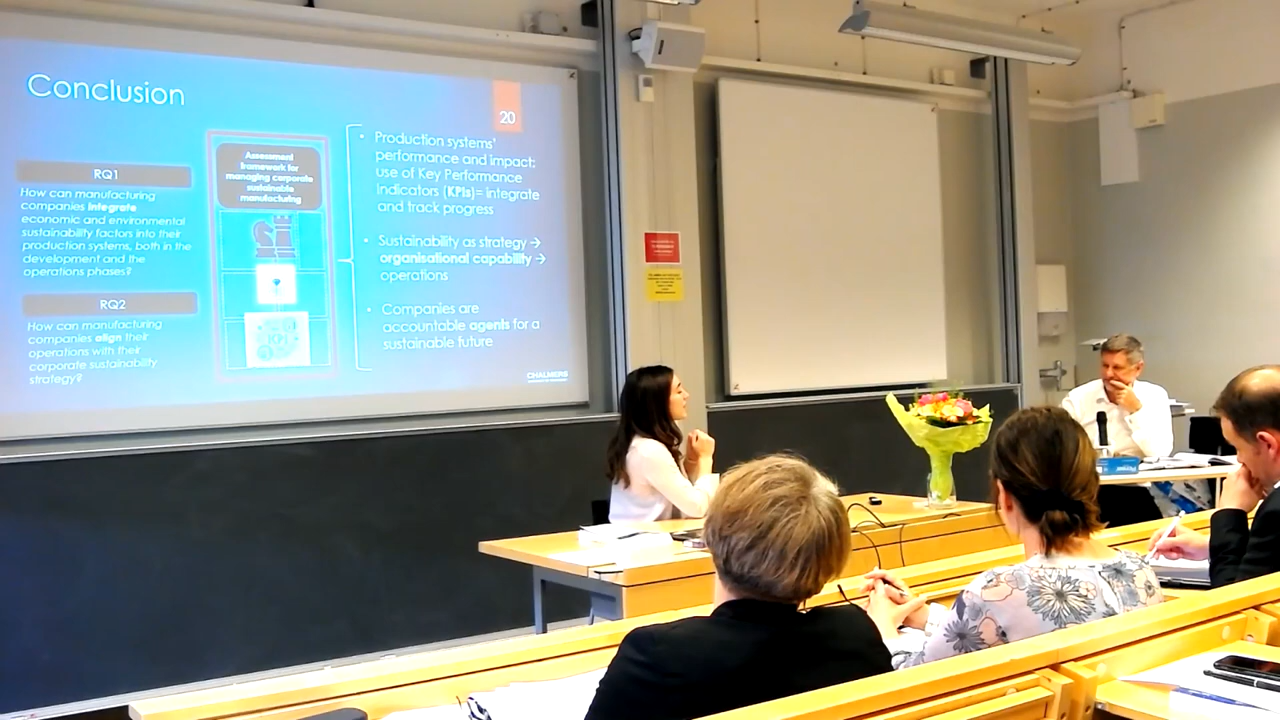 Conclusion
20
RQ1
How can manufacturing
companies integrate
economic and environmental
sustainability factors into their
production systems, both in the
development and the
operations phases?
RQ2
How can manufacturing
companies align their
operations with their
corporate sustainability
strategy?
Assessment
framework for
managing corporate
sustainable
manufacturing
• Production systems'
performance and impact:
use of Key Performance
Indicators (KPIs)= integrate
and track progress
• Sustainability as strategy →
organisational capability →
operations
• Companies are
accountable agents for a
sustainable future
CHALMERS